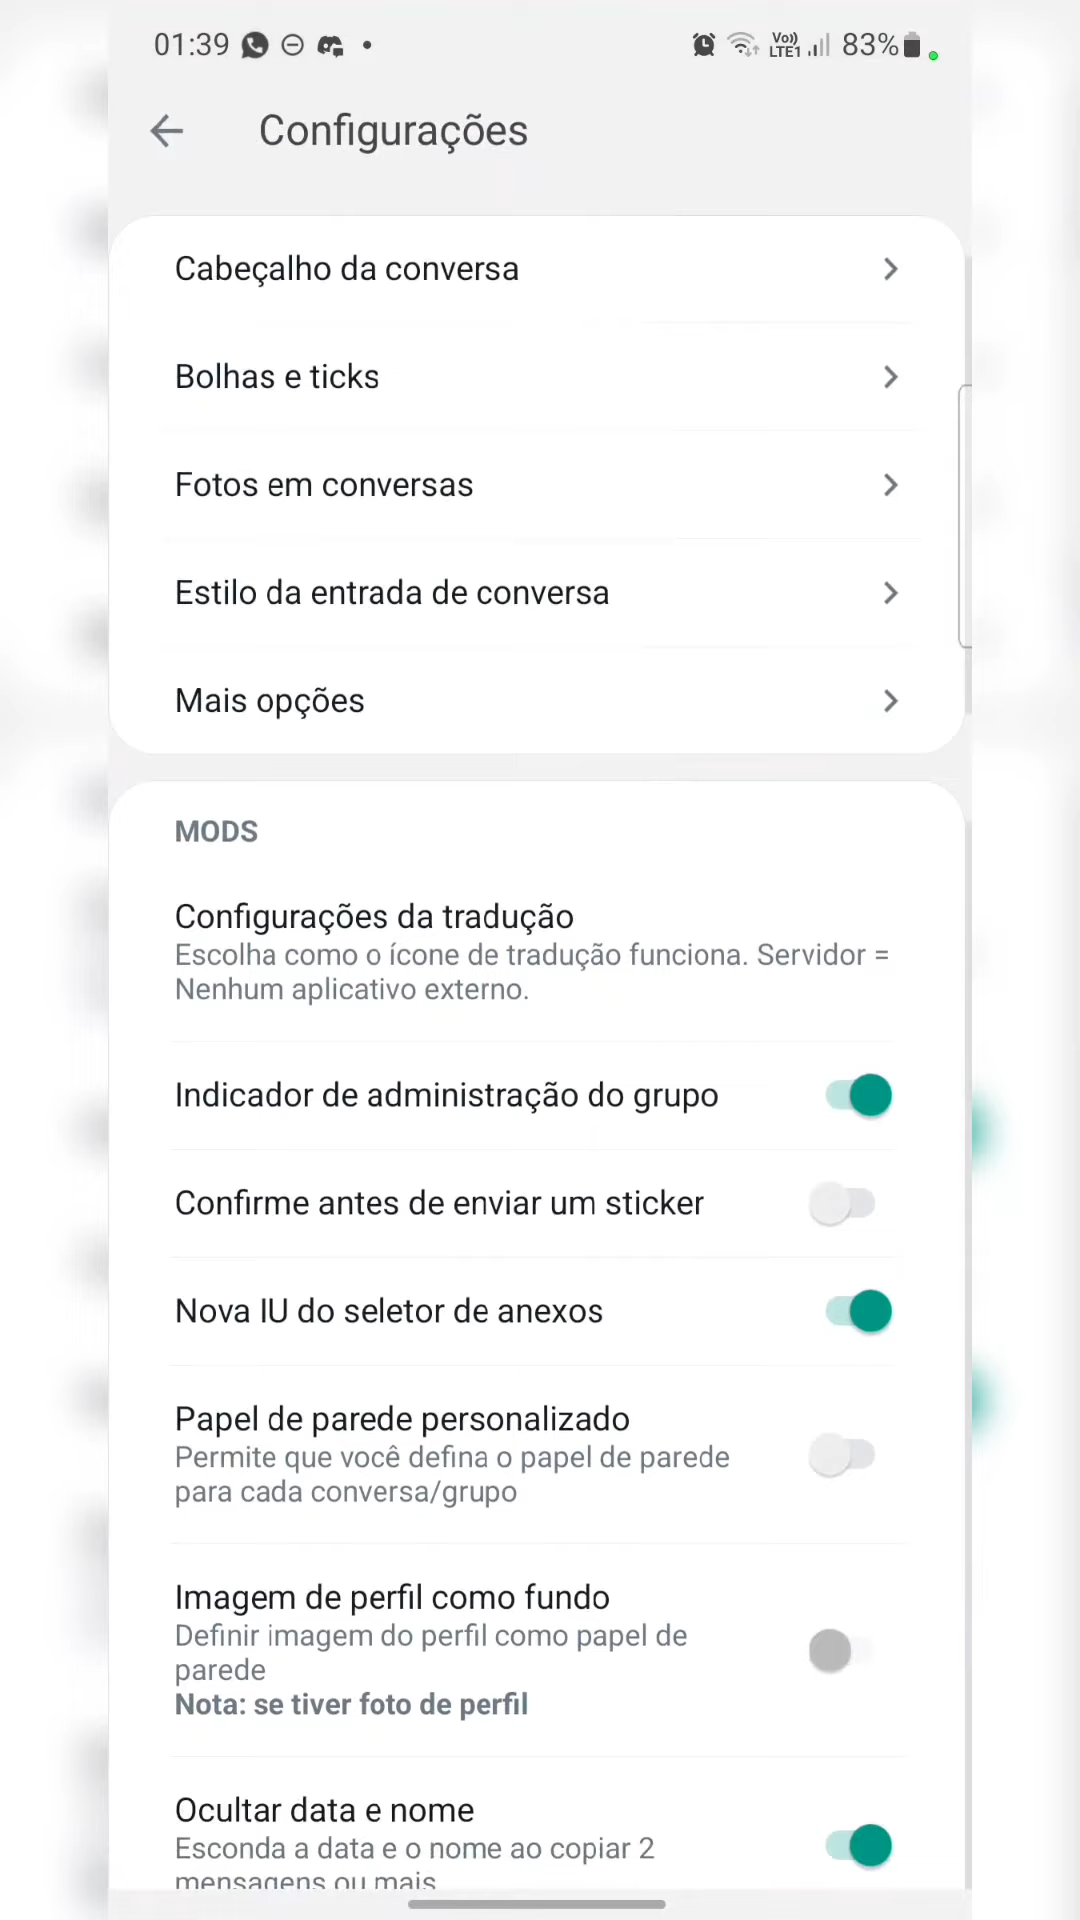 01:39
Vo))
LTE1
83%
Configurações
Cabeçalho da conversa
Bolhas e ticks
Fotos em conversas
Estilo da entrada de conversa
Mais opções
MODS
Configurações da tradução
Escolha como o ícone de tradução funciona. Servidor =
Nenhum aplicativo externo.
Indicador de administração do grupo
Confirme antes de enviar um sticker
Nova IU do seletor de anexos
Papel de parede personalizado
Permite que você defina o papel de parede
para cada conversa/grupo
Imagem de perfil como fundo
Definir imagem do perfil como papel de
parede
Nota: se tiver foto de perfil
Ocultar data e nome
Esconda a data e o nome ao copiar 2
mensagens ou mais